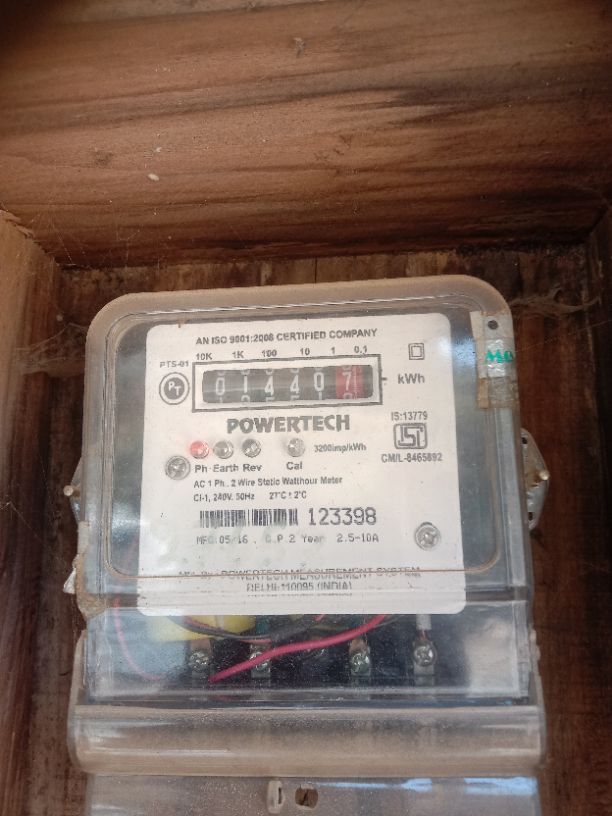 AN ISO 9001:2008 CERTIFIED COMPANY
10K 1K 100 10 1 0.1
PTS-01
PT
014407 kWh
POWERTECH
IS:13779
ISI
3200imp/kWh
CM/L-8465892
Ph Earth Rev Cal
AC 1 Ph. 2 Wire Static Watthour Meter
Cl-1, 240V, 50Hz 27°C ± 2°C
123398
MFG.05/16 . G.P 2 Year 2.5-10A
POWERTECH MEASUREMENT SYSTEM
DELHI-110095 (INDIA)